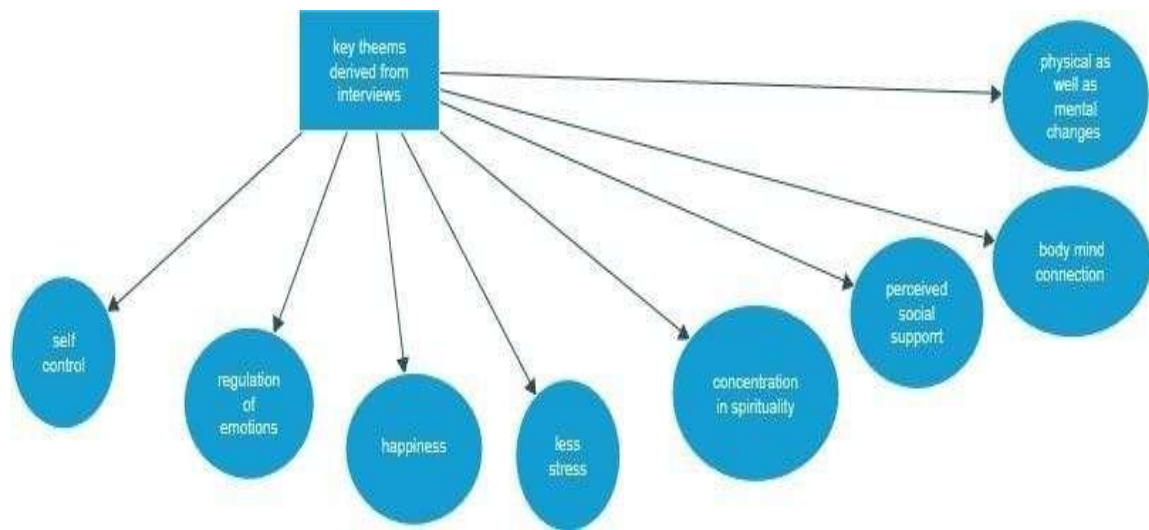 key theems
derived from
interviews
physical as
well as
mental
changes
body mind
connection
perceived
social
supporrt
concentration
in spirituality
less
stress
happiness
regulation
of
emotions
self
control